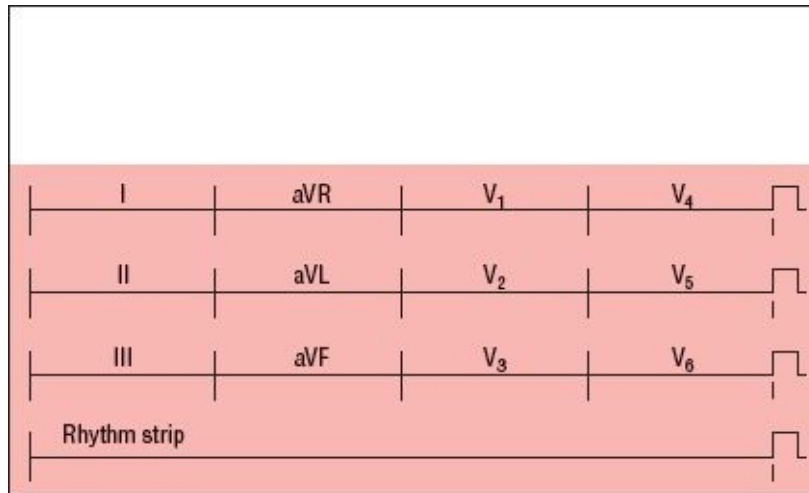 I aVR V₁ V₄
II aVL V₂ V₅
III aVF V₃ V₆
Rhythm strip